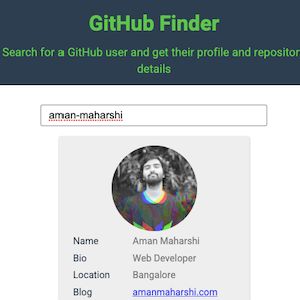 GitHub Finder
Search for a GitHub user and get their profile and repositor
details
aman-maharshi
Name Aman Maharshi
Bio Web Developer
Location Bangalore
Blog amanmaharshi.com